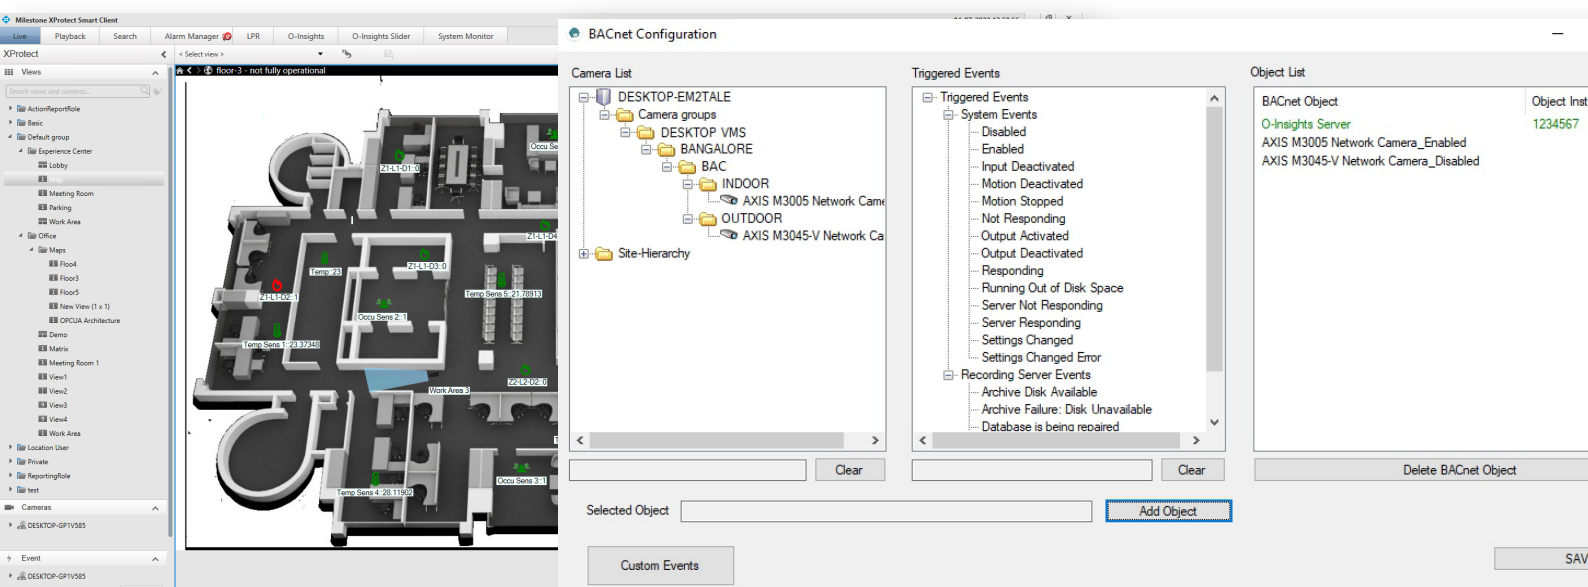 Milestone XProtect Smart Client
Live Playback Search Alarm Manager LPR O-Insights O-Insights Slider System Monitor
XProtect
< Select view >
Views
floor-3 - not fully operational
Search views and cameras...
ActionReportRole
Basic
Default group
Experience Center
Lobby
Meeting Room
Parking
Work Area
Office
Maps
Floo4
Floor3
Floor5
New View (1 x 1)
OPCUA Architecture
Demo
Matrix
Meeting Room 1
View1
View2
View3
View4
Work Area
Location User
Private
ReportingRole
test
Cameras
DESKTOP-GP1V585
Event
DESKTOP-GP1V585
Occu Se
Z1-L1-D1::0
Z1-L1-D4
Temp::23
Z1-L1-D3::0
Z1-L1-D2::1
Temp Sens 5::21.78913
Occu Sens 2::1
Temp Sens 1::23.37348
Z2-L2-D2::0
Work Area 3
Occu Sens 3::1
Temp Sens 4::28.11902
BACnet Configuration
Camera List
DESKTOP-EM2TALE
Camera groups
DESKTOP VMS
BANGALORE
BAC
INDOOR
AXIS M3005 Network Came
OUTDOOR
AXIS M3045-V Network Ca
Site-Hierarchy
Clear
Triggered Events
Triggered Events
System Events
Disabled
Enabled
Input Deactivated
Motion Deactivated
Motion Stopped
Not Responding
Output Activated
Output Deactivated
Responding
Running Out of Disk Space
Server Not Responding
Server Responding
Settings Changed
Settings Changed Error
Recording Server Events
Archive Disk Available
Archive Failure: Disk Unavailable
Database is being repaired
Clear
Object List
BACnet Object Object Inst
O-Insights Server 1234567
AXIS M3005 Network Camera_Enabled
AXIS M3045-V Network Camera_Disabled
Delete BACnet Object
Selected Object
Add Object
Custom Events
SAV